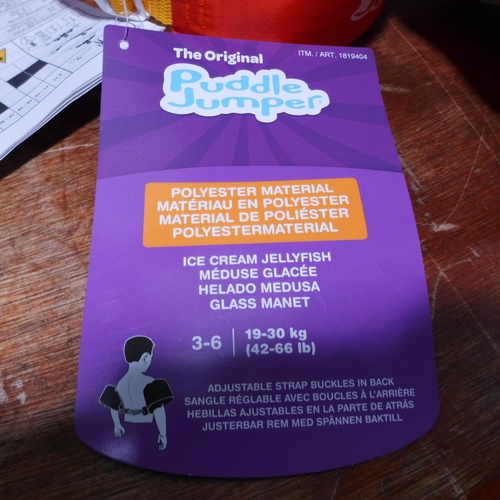 The Original
ITM. / ART. 1819404
Puddle
Jumper
POLYESTER MATERIAL
MATÉRIAU EN POLYESTER
MATERIAL DE POLIÉSTER
POLYESTERMATERIAL
ICE CREAM JELLYFISH
MÉDUSE GLACÉE
HELADO MEDUSA
GLASS MANET
3-6
19-30 kg
(42-66 lb)
ADJUSTABLE STRAP BUCKLES IN BACK
SANGLE RÉGLABLE AVEC BOUCLES À L'ARRIÈRE
HEBILLAS AJUSTABLES EN LA PARTE DE ATRÁS
JUSTERBAR REM MED SPÄNNEN BAKTILL